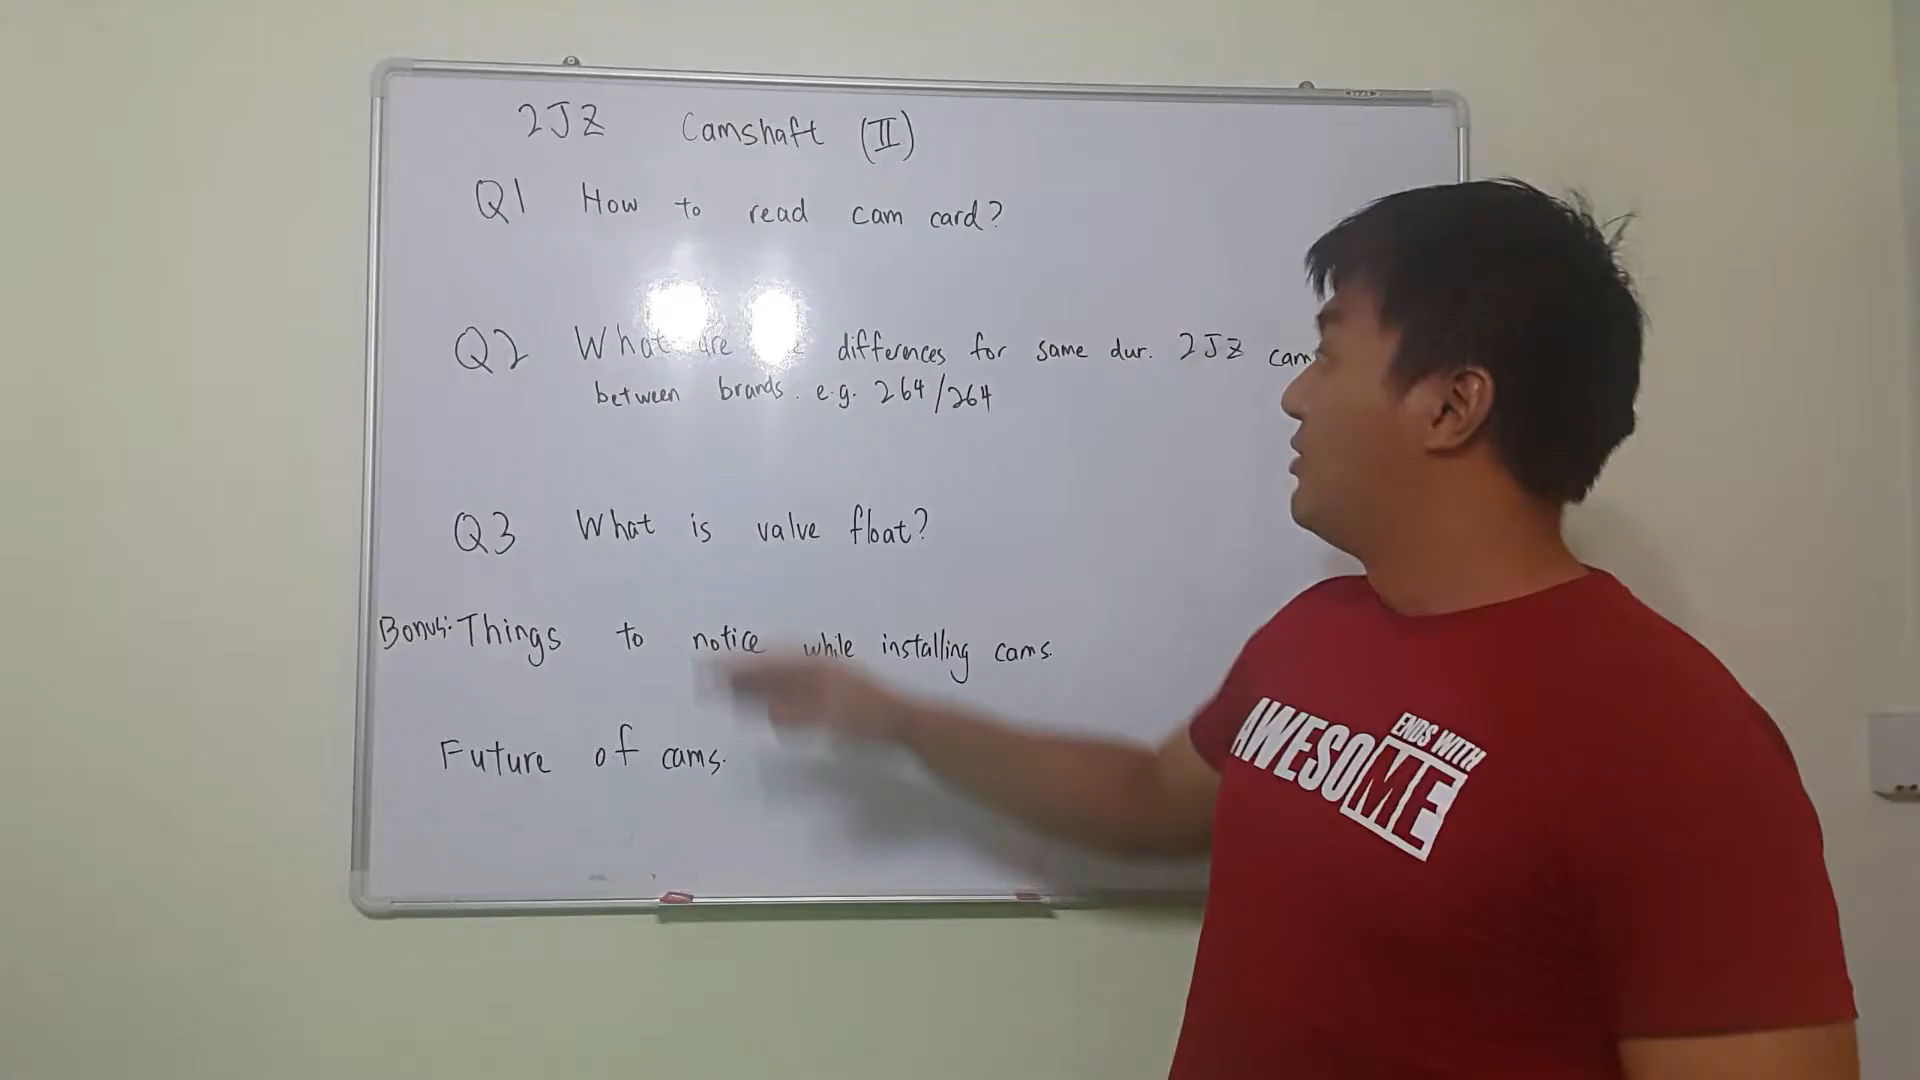 2JZ Camshaft (II)
Q1 How to read cam card?
Q2 What are differences for same dur. 2JZ cam
between brands. e.g. 264/264
Q3 What is valve float?
Bonus: Things to notice while installing cams.
Future of cams.
ENDS WITH
AWESOME